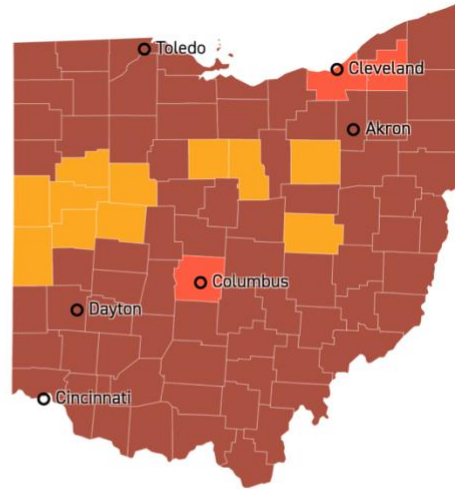 Toledo
Cleveland
Akron
Columbus
Dayton
Cincinnati